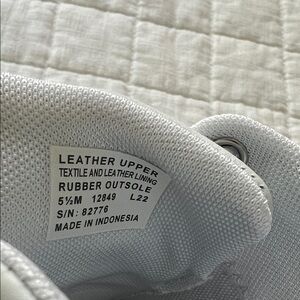 LEATHER UPPER
TEXTILE AND LEATHER LINING
RUBBER OUTSOLE
5½M 12849 L22
S/N: 82776
MADE IN INDONESIA